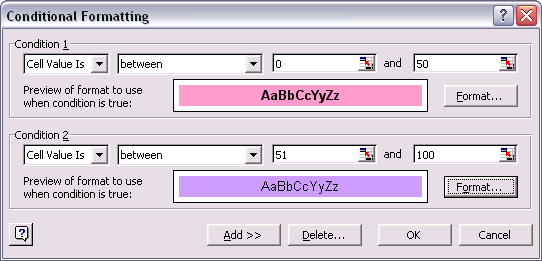 Conditional Formatting
Condition 1
Cell Value Is between 0 and 50
Preview of format to use
when condition is true:
AaBbCcYyZz
Format...
Condition 2
Cell Value Is between 51 and 100
Preview of format to use
when condition is true:
AaBbCcYyZz
Format...
Add >> Delete... OK Cancel